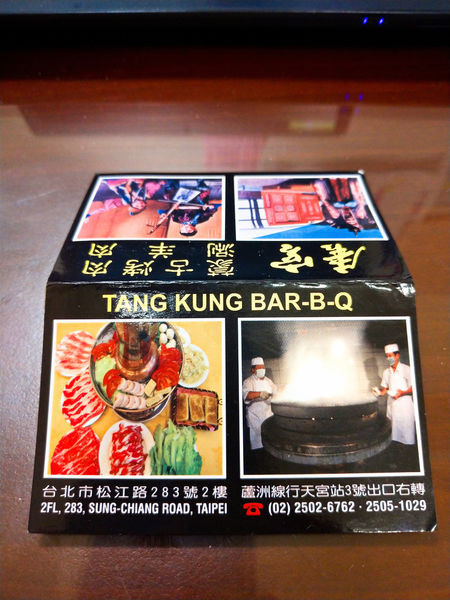 唐宮
蒙古烤肉
涮羊肉
TANG KUNG BAR-B-Q
台北市松江路283號2樓
2FL, 283, SUNG-CHIANG ROAD, TAIPEI
蘆洲線行天宮站3號出口右轉
☎ (02) 2502-6762 · 2505-1029